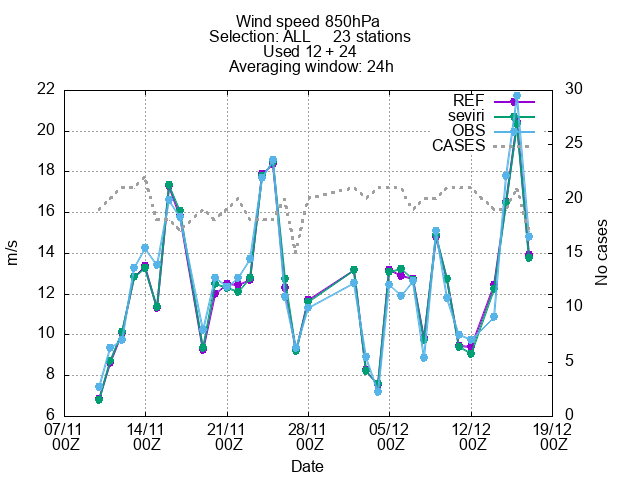 Wind speed 850hPa
Selection: ALL 23 stations
Used 12 + 24
Averaging window: 24h
22 30
REF
seviri
OBS
CASES
20 25
18 20
16
14 15
12 10
10
8 5
6 0
m/s
No cases
07/11 14/11 21/11 28/11 05/12 12/12 19/12
00Z 00Z 00Z 00Z 00Z 00Z 00Z
Date